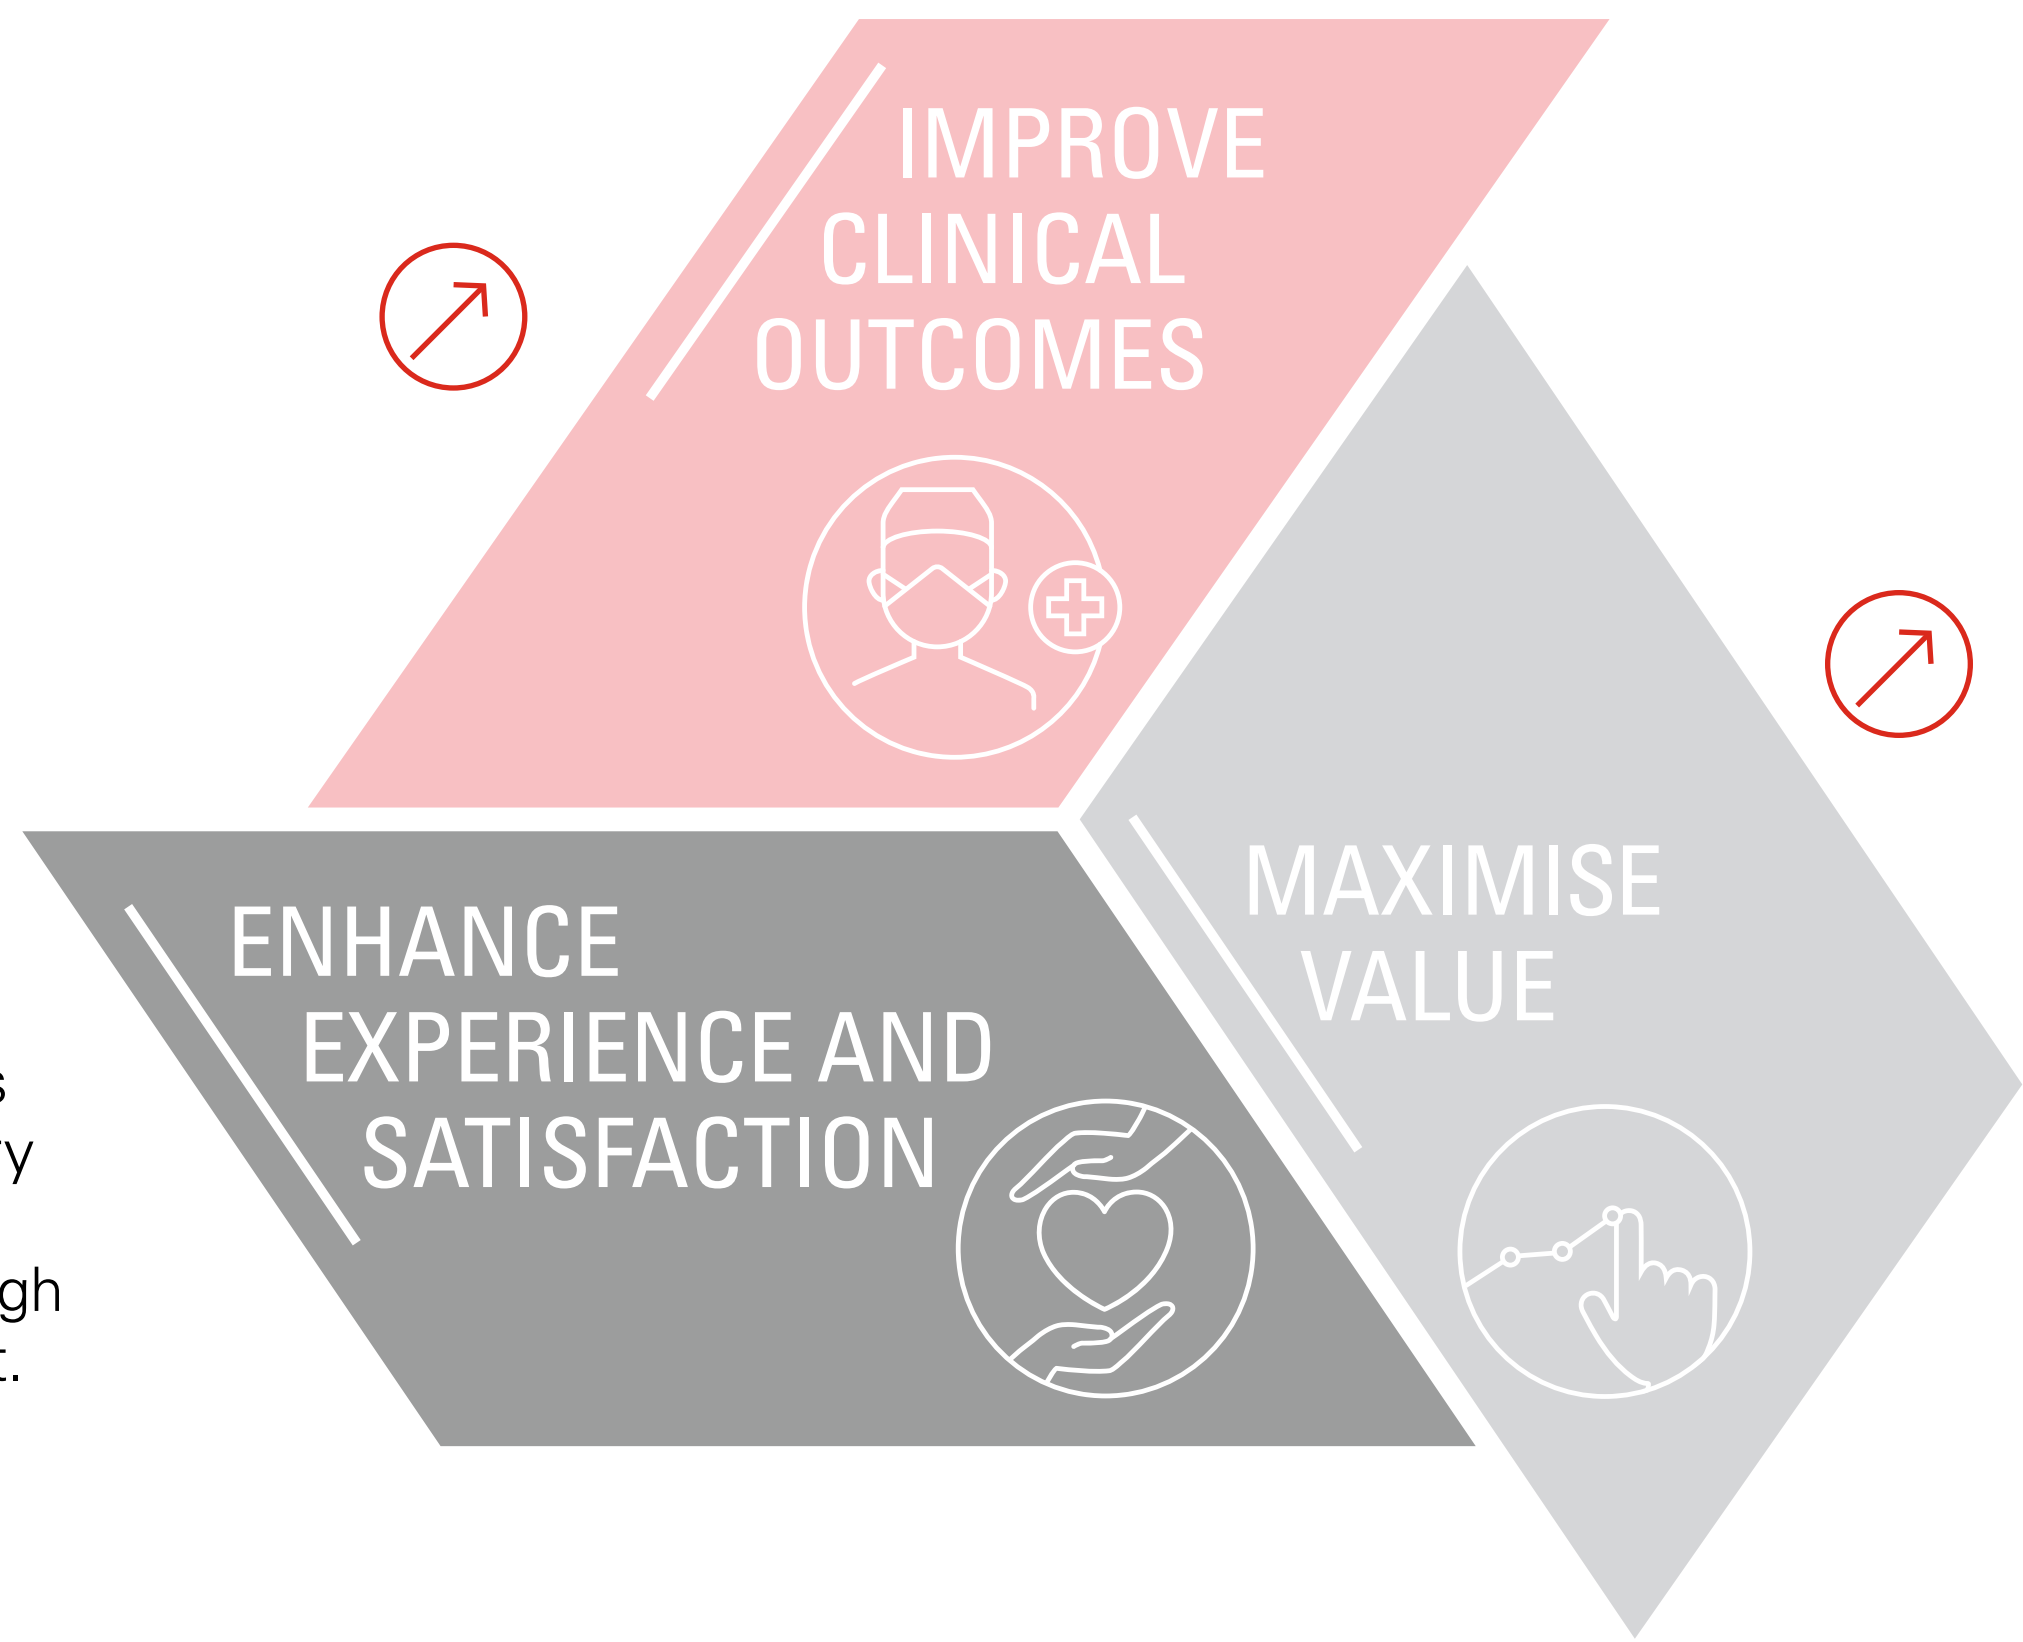 IMPROVE
CLINICAL
OUTCOMES
MAXIMISE
VALUE
ENHANCE
EXPERIENCE AND
SATISFACTION